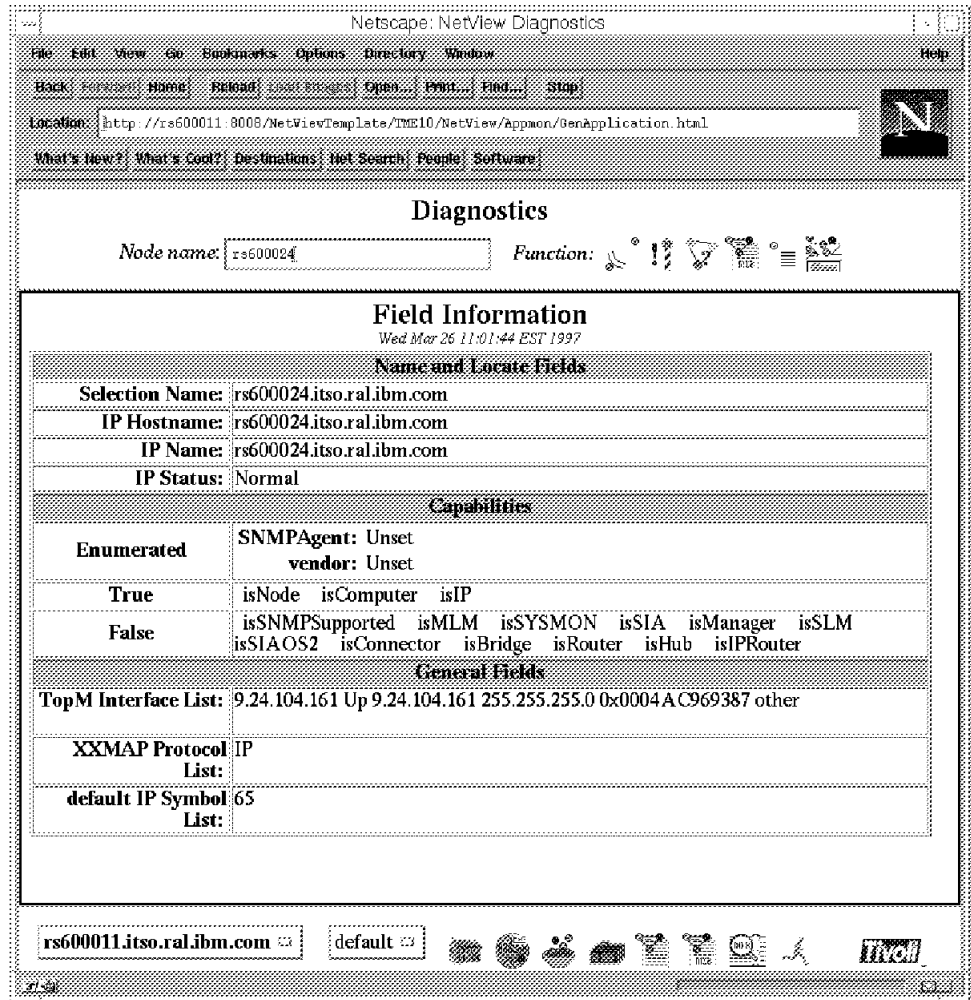 Netscape: NetView Diagnostics
File Edit View Go Bookmarks Options Directory Window Help
Back Forward Home Reload Load Images Open... Print... Find... Stop
Location: http://rs600011:8008/NetViewTemplate/TME10/NetView/Appmon/GenApplication.html
N
What's New? What's Cool? Destinations Net Search People Software
Diagnostics
Node name: rs600024 Function:
Field Information
Wed Mar 26 11:01:44 EST 1997
Name and Locate Fields
Selection Name: rs600024.itso.ral.ibm.com
IP Hostname: rs600024.itso.ral.ibm.com
IP Name: rs600024.itso.ral.ibm.com
IP Status: Normal
Capabilities
Enumerated SNMPAgent: Unset
vendor: Unset
True isNode isComputer isIP
False isSNMPSupported isMLM isSYSMON isSIA isManager isSLM
isSIAOS2 isConnector isBridge isRouter isHub isIPRouter
General Fields
TopM Interface List: 9.24.104.161 Up 9.24.104.161 255.255.255.0 0x0004AC969387 other
XXMAP Protocol IP
List:
default IP Symbol 65
List:
rs600011.itso.ral.ibm.com default Tivoli